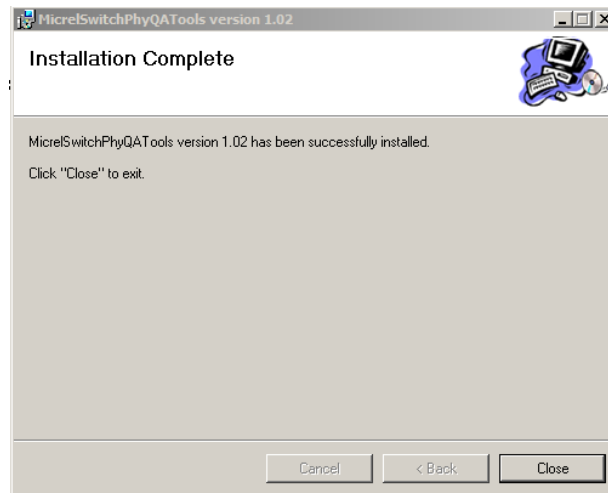 MicrelSwitchPhyQATools version 1.02
Installation Complete
MicrelSwitchPhyQATools version 1.02 has been successfully installed.
Click "Close" to exit.
Cancel
< Back
Close